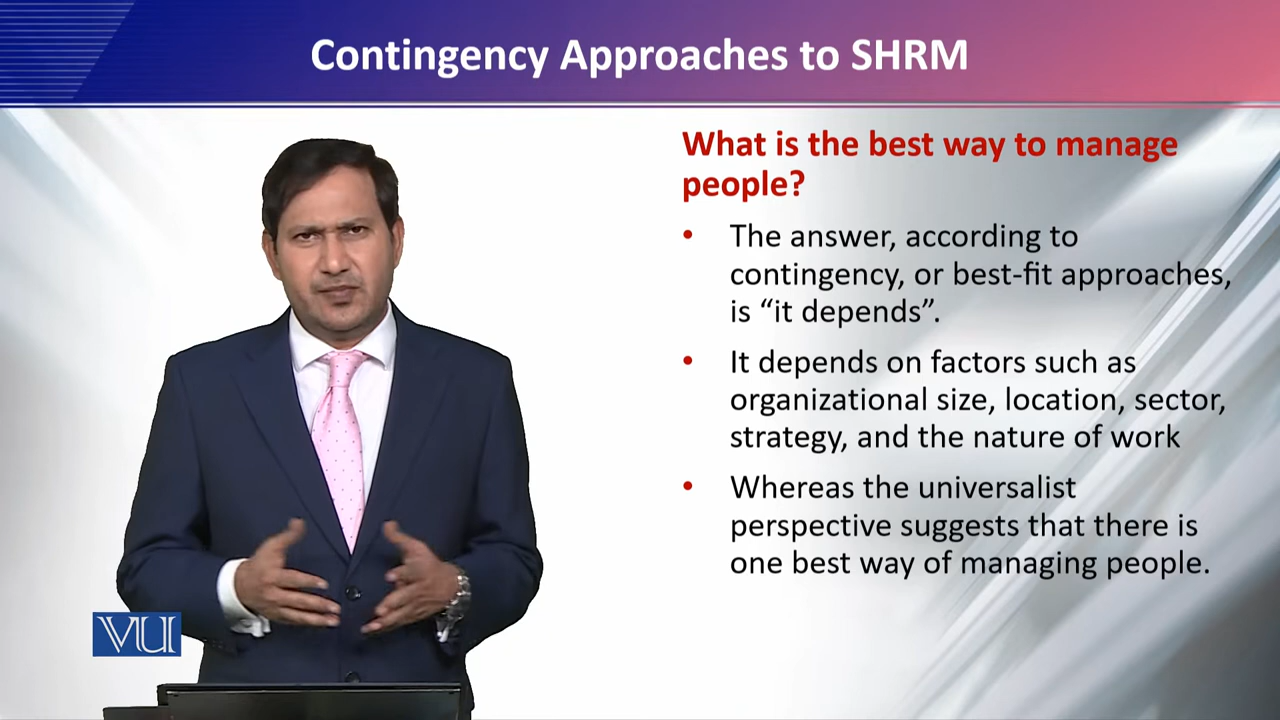 Contingency Approaches to SHRM
What is the best way to manage
people?
• The answer, according to
contingency, or best-fit approaches,
is “it depends”.
• It depends on factors such as
organizational size, location, sector,
strategy, and the nature of work
• Whereas the universalist
perspective suggests that there is
one best way of managing people.
VU